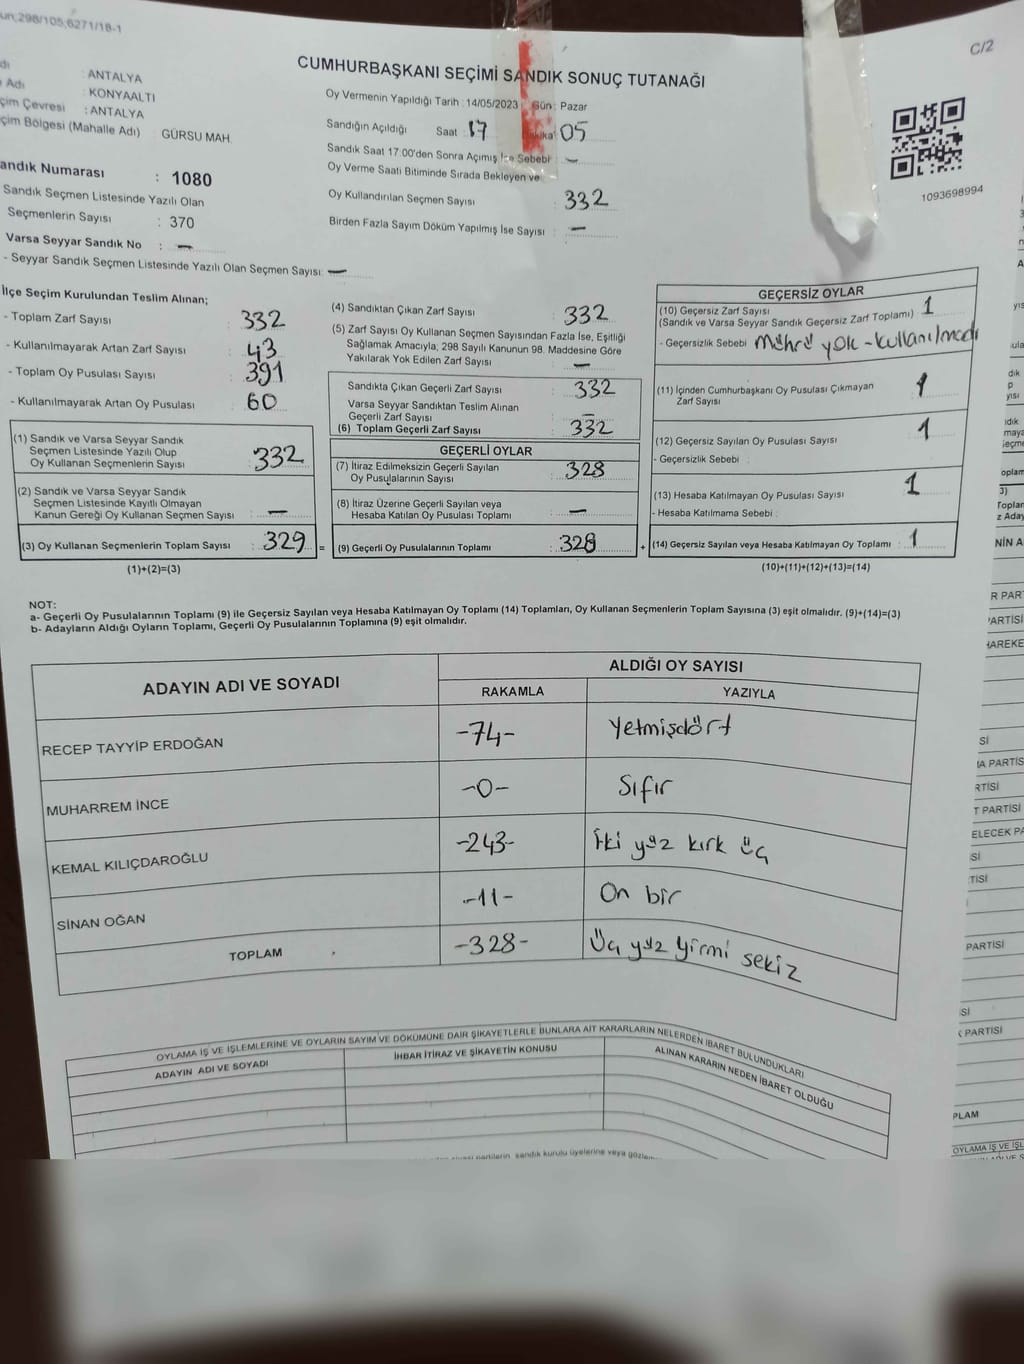 298/105,6271/18-1
C/2
CUMHURBAŞKANI SEÇİMİ SANDIK SONUÇ TUTANAĞI
: ANTALYA
Adı : KONYAALTI
: ANTALYA
Bölgesi (Mahalle Adı) : GÜRSU MAH.
Oy Vermenin Yapıldığı Tarih : 14/05/2023 Gün : Pazar
Sandığın Açıldığı Saat 17 05
Sandık Saat 17:00'den Sonra Açımış İse Sebebi : –
Oy Verme Saati Bitiminde Sırada Bekleyen ve
Oy Kullandırılan Seçmen Sayısı : 332
Birden Fazla Sayım Döküm Yapılmış İse Sayısı : –
1093698994
Numarası : 1080
Sandık Seçmen Listesinde Yazılı Olan
Seçmenlerin Sayısı : 370
Varsa Seyyar Sandık No : –
- Seyyar Sandık Seçmen Listesinde Yazılı Olan Seçmen Sayısı: –
İlçe Seçim Kurulundan Teslim Alınan;
- Toplam Zarf Sayısı : 332
- Kullanılmayarak Artan Zarf Sayısı : 43
- Toplam Oy Pusulası Sayısı : 391
- Kullanılmayarak Artan Oy Pusulası : 60
(1) Sandık ve Varsa Seyyar Sandık
Seçmen Listesinde Yazılı Olup
Oy Kullanan Seçmenlerin Sayısı : 332
(2) Sandık ve Varsa Seyyar Sandık
Seçmen Listesinde Kayıtlı Olmayan
Kanun Gereği Oy Kullanan Seçmen Sayısı : –
(3) Oy Kullanan Seçmenlerin Toplam Sayısı : 329 =
(1)+(2)=(3)
(4) Sandıktan Çıkan Zarf Sayısı : 332
(5) Zarf Sayısı Oy Kullanan Seçmen Sayısından Fazla İse, Eşitliği
Sağlamak Amacıyla, 298 Sayılı Kanunun 98. Maddesine Göre
Yakılarak Yok Edilen Zarf Sayısı : –
Sandıkta Çıkan Geçerli Zarf Sayısı : 332
Varsa Seyyar Sandıktan Teslim Alınan
Geçerli Zarf Sayısı : –
(6) Toplam Geçerli Zarf Sayısı : 332
GEÇERLİ OYLAR
(7) İtiraz Edilmeksizin Geçerli Sayılan
Oy Pusulalarının Sayısı : 328
(8) İtiraz Üzerine Geçerli Sayılan veya
Hesaba Katılan Oy Pusulası Toplamı : –
(9) Geçerli Oy Pusulalarının Toplamı : 328 +
GEÇERSİZ OYLAR
(10) Geçersiz Zarf Sayısı
(Sandık ve Varsa Seyyar Sandık Geçersiz Zarf Toplamı) : 1
- Geçersizlik Sebebi : Mührü yok - kullanılmadı
(11) İçinden Cumhurbaşkanı Oy Pusulası Çıkmayan
Zarf Sayısı : 1
(12) Geçersiz Sayılan Oy Pusulası Sayısı : 1
- Geçersizlik Sebebi :
(13) Hesaba Katılmayan Oy Pusulası Sayısı : 1
- Hesaba Katılmama Sebebi :
(14) Geçersiz Sayılan veya Hesaba Katılmayan Oy Toplamı : 1
(10)+(11)+(12)+(13)=(14)
NOT:
a- Geçerli Oy Pusulalarının Toplamı (9) ile Geçersiz Sayılan veya Hesaba Katılmayan Oy Toplamı (14) Toplamları, Oy Kullanan Seçmenlerin Toplam Sayısına (3) eşit olmalıdır. (9)+(14)=(3)
b- Adayların Aldığı Oyların Toplamı, Geçerli Oy Pusulalarının Toplamına (9) eşit olmalıdır.
ADAYIN ADI VE SOYADI
ALDIĞI OY SAYISI
RAKAMLA YAZIYLA
RECEP TAYYİP ERDOĞAN -74- Yetmişdört
MUHARREM İNCE -0- Sıfır
KEMAL KILIÇDAROĞLU -243- İki yüz kırk üç
SİNAN OĞAN -11- On bir
TOPLAM -328- Üç yüz yirmi sekiz
OYLAMA İŞ VE İŞLEMLERİNE VE OYLARIN SAYIM VE DÖKÜMÜNE DAİR ŞİKAYETLERLE BUNLARA AİT KARARLARIN NELERDEN İBARET BULUNDUKLARI
ADAYIN ADI VE SOYADI İHBAR İTİRAZ VE ŞİKAYETİN KONUSU ALINAN KARARIN NEDEN İBARET OLDUĞU
partilerin sandık kurulu üyelerine veya